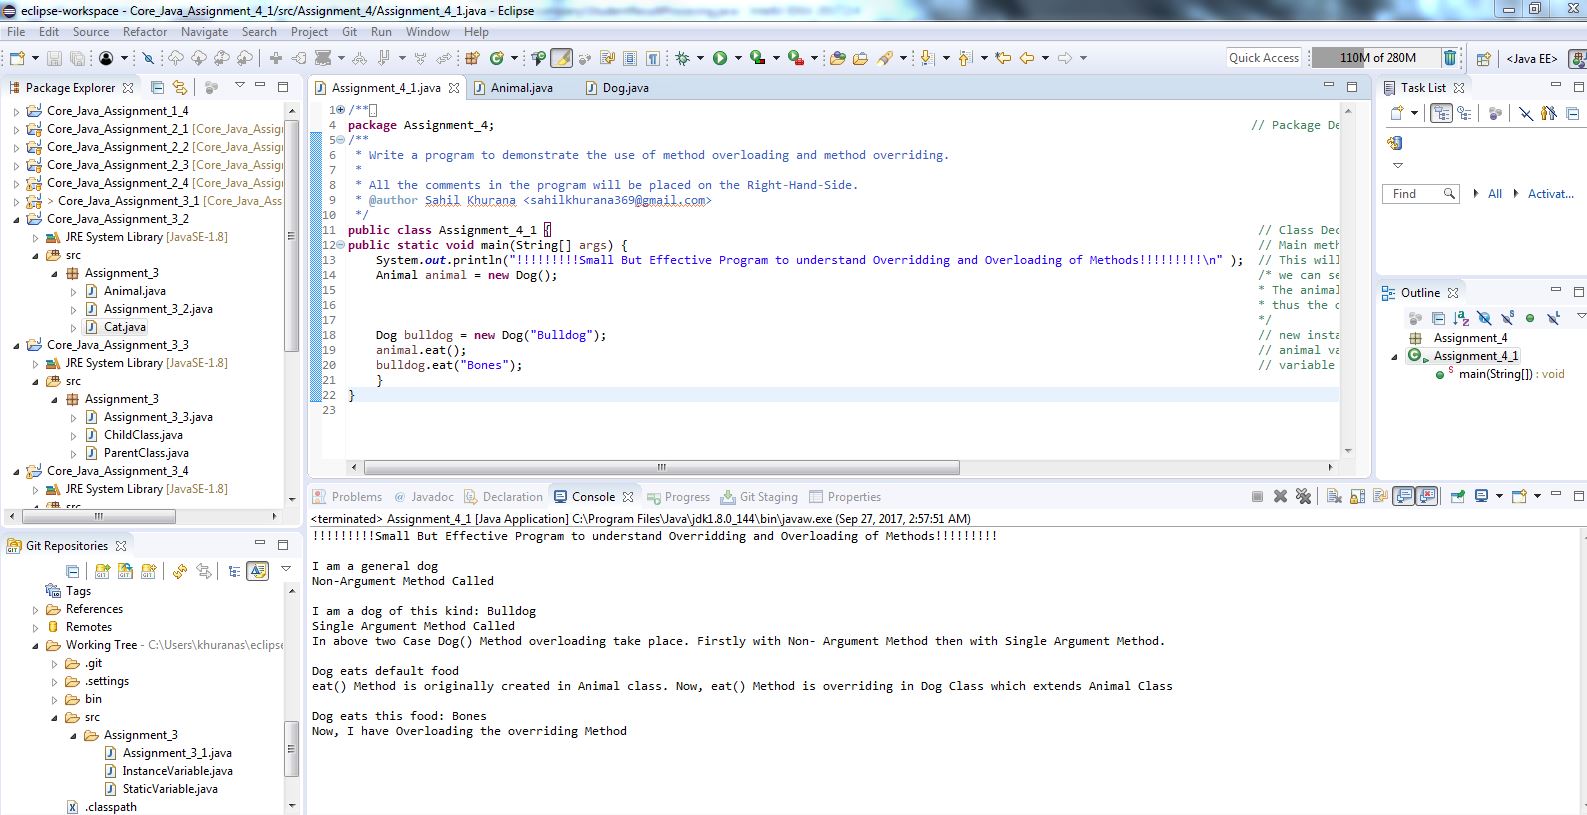 eclipse-workspace - Core_Java_Assignment_4_1/src/Assignment_4/Assignment_4_1.java - Eclipse
File Edit Source Refactor Navigate Search Project Git Run Window Help
Quick Access
110M of 280M
<Java EE>
Package Explorer
Core_Java_Assignment_1_4
Core_Java_Assignment_2_1 [Core_Java_Assign
Core_Java_Assignment_2_2 [Core_Java_Assign
Core_Java_Assignment_2_3 [Core_Java_Assign
Core_Java_Assignment_2_4 [Core_Java_Assign
> Core_Java_Assignment_3_1 [Core_Java_Ass
Core_Java_Assignment_3_2
JRE System Library [JavaSE-1.8]
src
Assignment_3
Animal.java
Assignment_3_2.java
Cat.java
Core_Java_Assignment_3_3
JRE System Library [JavaSE-1.8]
src
Assignment_3
Assignment_3_3.java
ChildClass.java
ParentClass.java
Core_Java_Assignment_3_4
JRE System Library [JavaSE-1.8]
src
Git Repositories
Tags
References
Remotes
Working Tree - C:\Users\khuranas\eclipse
.git
.settings
bin
src
Assignment_3
Assignment_3_1.java
InstanceVariable.java
StaticVariable.java
.classpath
Assignment_4_1.java Animal.java Dog.java
1 /**
4 package Assignment_4; // Package De
5 /**
6 * Write a program to demonstrate the use of method overloading and method overriding.
7 *
8 * All the comments in the program will be placed on the Right-Hand-Side.
9 * @author Sahil Khurana <sahilkhurana369@gmail.com>
10 */
11 public class Assignment_4_1 { // Class Dec
12 public static void main(String[] args) { // Main meth
13 System.out.println("!!!!!!!!!Small But Effective Program to understand Overridding and Overloading of Methods!!!!!!!!!\n" ); // This will
14 Animal animal = new Dog(); /* we can se
15 * The animal
16 * thus the c
17 */
18 Dog bulldog = new Dog("Bulldog"); // new insta
19 animal.eat(); // animal va
20 bulldog.eat("Bones"); // variable
21 }
22 }
23
Task List
Find All Activat...
Outline
Assignment_4
Assignment_4_1
main(String[]) : void
Problems Javadoc Declaration Console Progress Git Staging Properties
<terminated> Assignment_4_1 [Java Application] C:\Program Files\Java\jdk1.8.0_144\bin\javaw.exe (Sep 27, 2017, 2:57:51 AM)
!!!!!!!!!Small But Effective Program to understand Overridding and Overloading of Methods!!!!!!!!!
I am a general dog
Non-Argument Method Called
I am a dog of this kind: Bulldog
Single Argument Method Called
In above two Case Dog() Method overloading take place. Firstly with Non- Argument Method then with Single Argument Method.
Dog eats default food
eat() Method is originally created in Animal class. Now, eat() Method is overriding in Dog Class which extends Animal Class
Dog eats this food: Bones
Now, I have Overloading the overriding Method